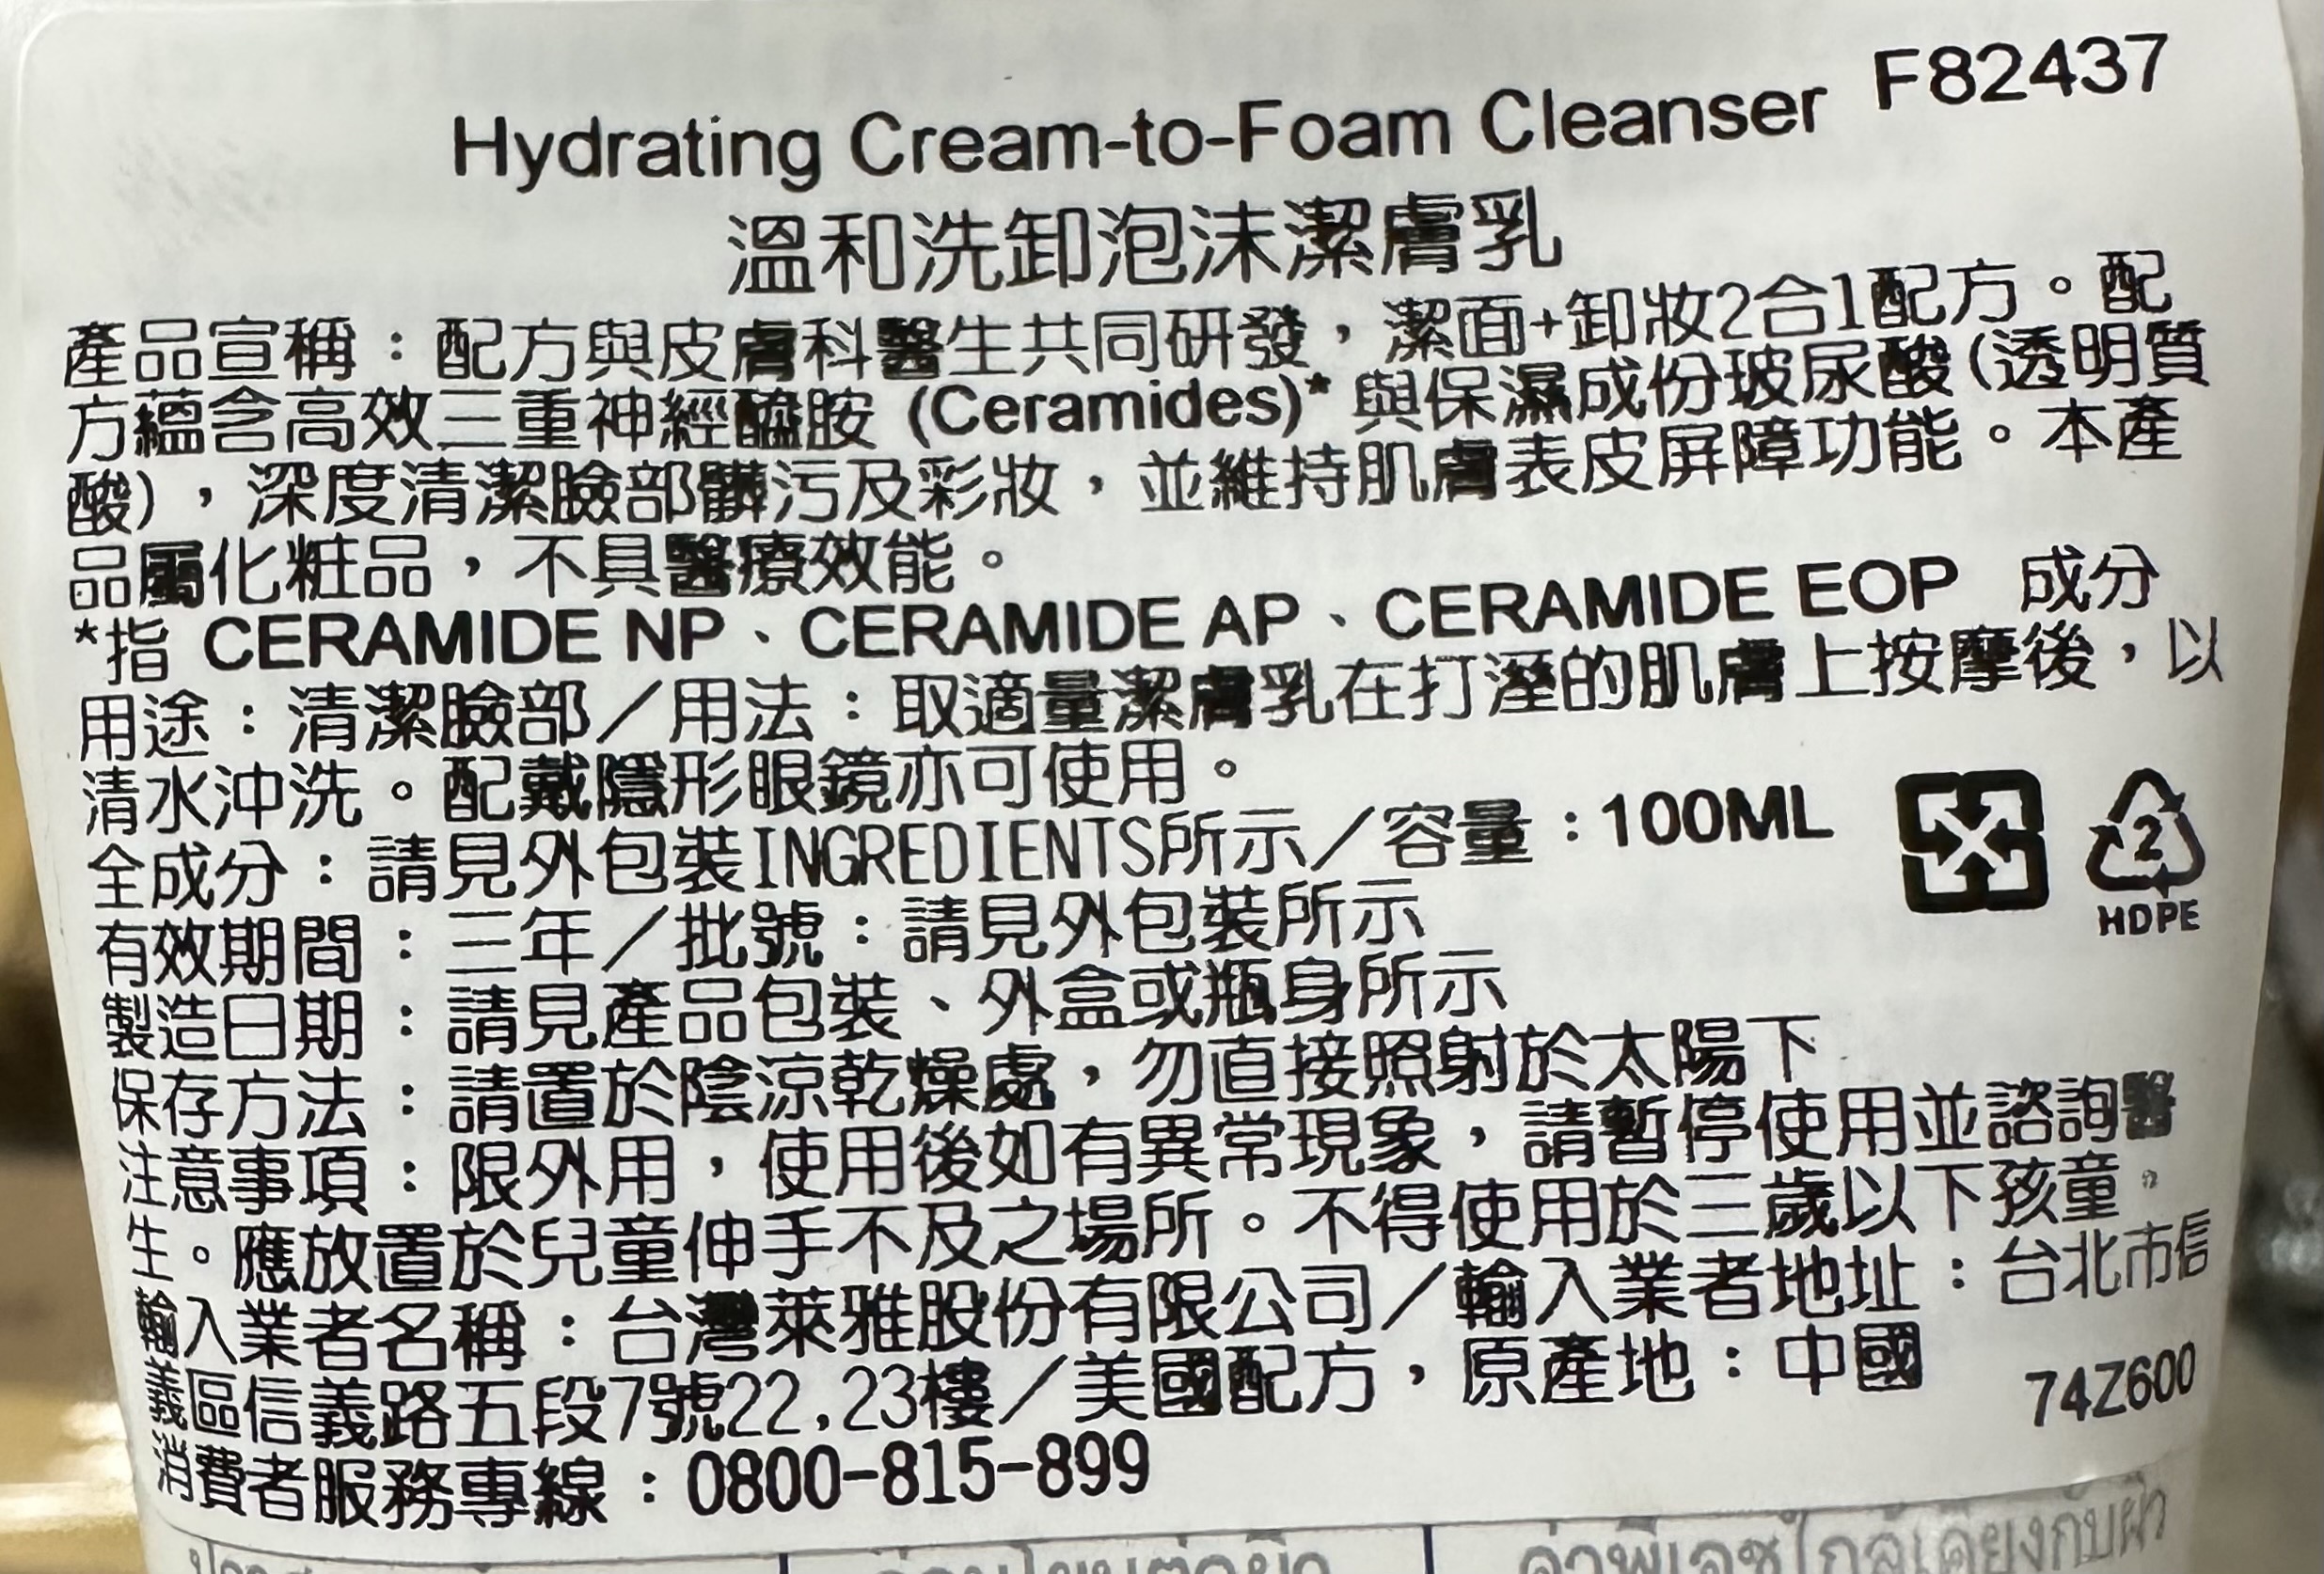 Hydrating Cream-to-Foam Cleanser F82437
溫和洗卸泡沫潔膚乳
產品宣稱：配方與皮膚科醫生共同研發，潔面+卸妝2合1配方。配
方蘊含高效三重神經醯胺 (Ceramides)* 與保濕成份玻尿酸(透明質
酸)，深度清潔臉部髒污及彩妝，並維持肌膚表皮屏障功能。本產
品屬化粧品，不具醫療效能。
*指 CERAMIDE NP、CERAMIDE AP、CERAMIDE EOP 成分
用途：清潔臉部／用法：取適量潔膚乳在打溼的肌膚上按摩後，以
清水沖洗。配戴隱形眼鏡亦可使用。
全成分：請見外包裝INGREDIENTS所示／容量：100ML
2
HDPE
有效期間：三年／批號：請見外包裝所示
製造日期：請見產品包裝、外盒或瓶身所示
保存方法：請置於陰涼乾燥處，勿直接照射於太陽下
注意事項：限外用，使用後如有異常現象，請暫停使用並諮詢醫
生。應放置於兒童伸手不及之場所。不得使用於三歲以下孩童。
輸入業者名稱：台灣萊雅股份有限公司／輸入業者地址：台北市信
義區信義路五段7號22,23樓／美國配方，原產地：中國
74Z600
消費者服務專線：0800-815-899